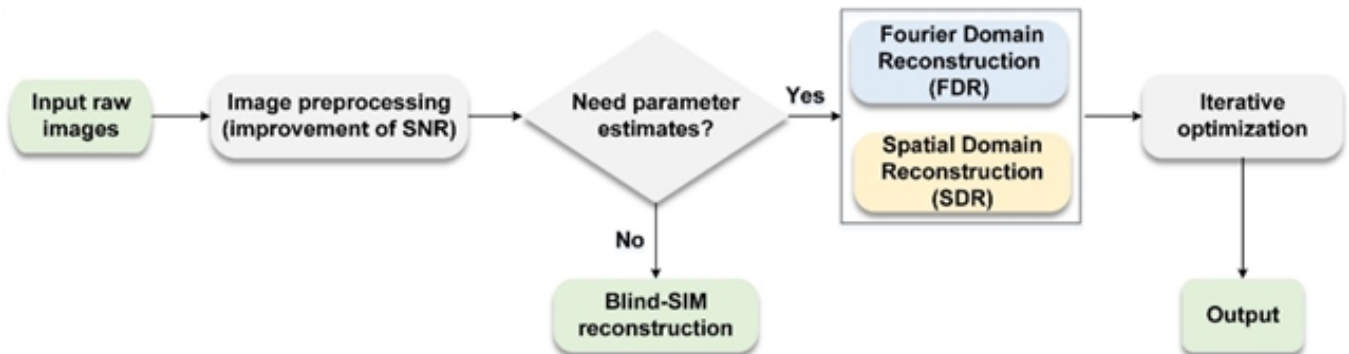 Input raw
images
Image preprocessing
(improvement of SNR)
Need parameter
estimates?
Yes
Fourier Domain
Reconstruction
(FDR)
Spatial Domain
Reconstruction
(SDR)
Iterative
optimization
No
Blind-SIM
reconstruction
Output